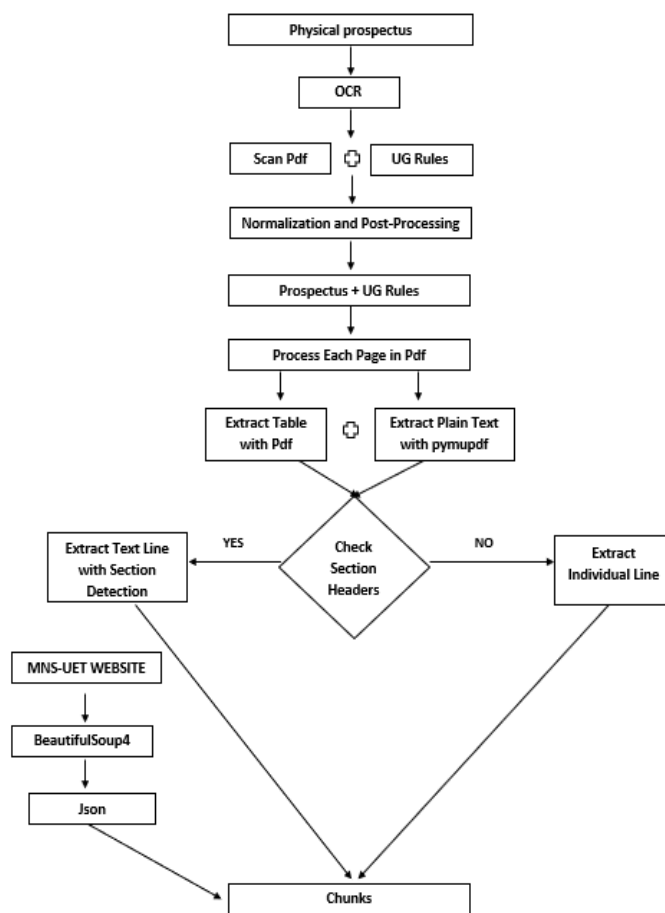 Physical prospectus
OCR
Scan Pdf
UG Rules
Normalization and Post-Processing
Prospectus + UG Rules
Process Each Page in Pdf
Extract Table
with Pdf
Extract Plain Text
with pymupdf
Check
Section
Headers
YES
NO
Extract Text Line
with Section
Detection
Extract
Individual Line
MNS-UET WEBSITE
BeautifulSoup4
Json
Chunks